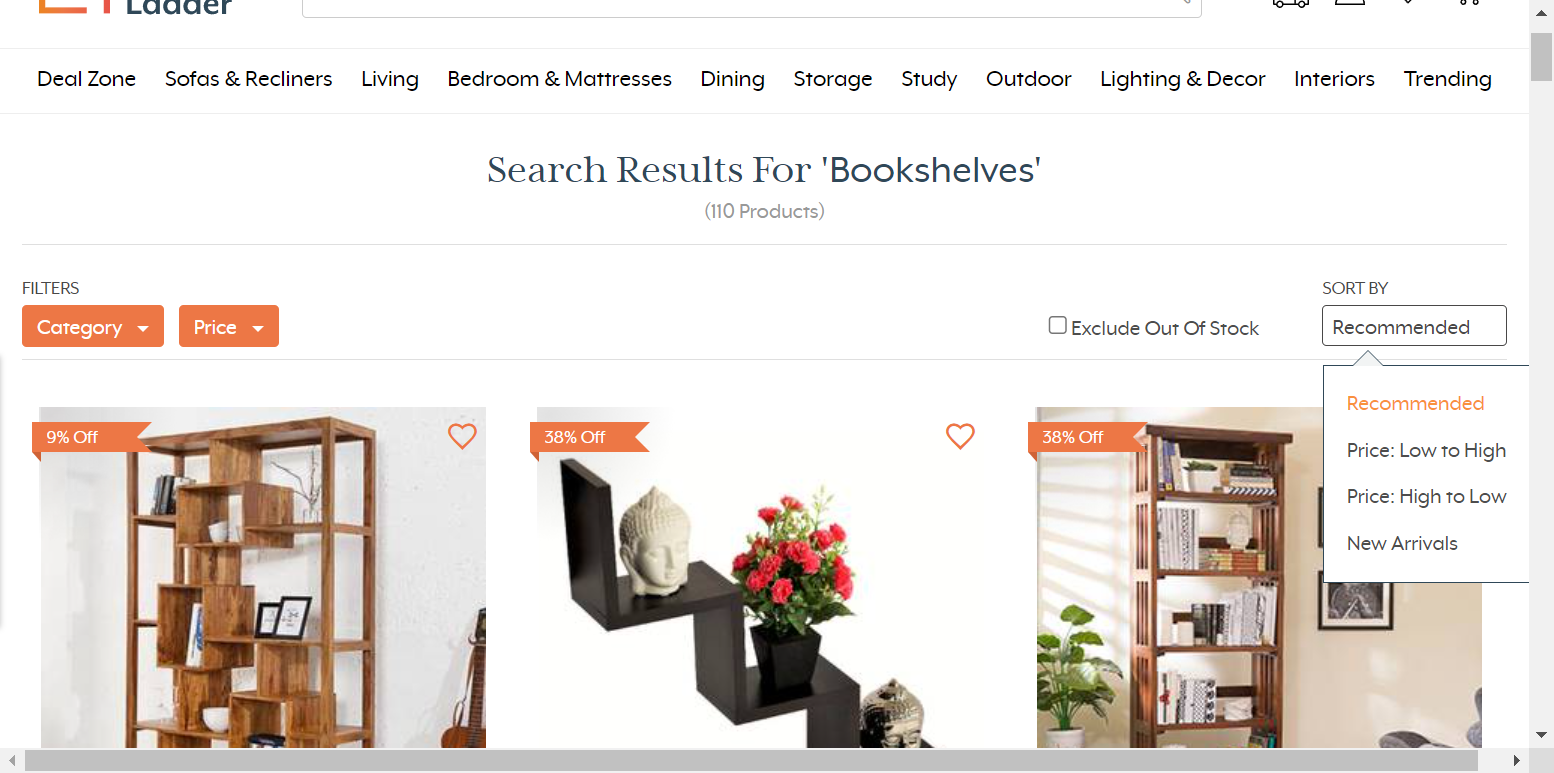 Ladder
Deal Zone Sofas & Recliners Living Bedroom & Mattresses Dining Storage Study Outdoor Lighting & Decor Interiors Trending
Search Results For 'Bookshelves'
(110 Products)
FILTERS
SORT BY
Category Price Exclude Out Of Stock Recommended
Recommended
Price: Low to High
Price: High to Low
New Arrivals
9% Off 38% Off 38% Off